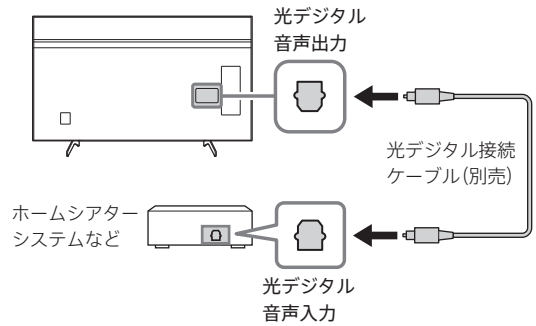 光デジタル
音声出力
光デジタル接続
ケーブル(別売)
ホームシアター
システムなど
光デジタル
音声入力